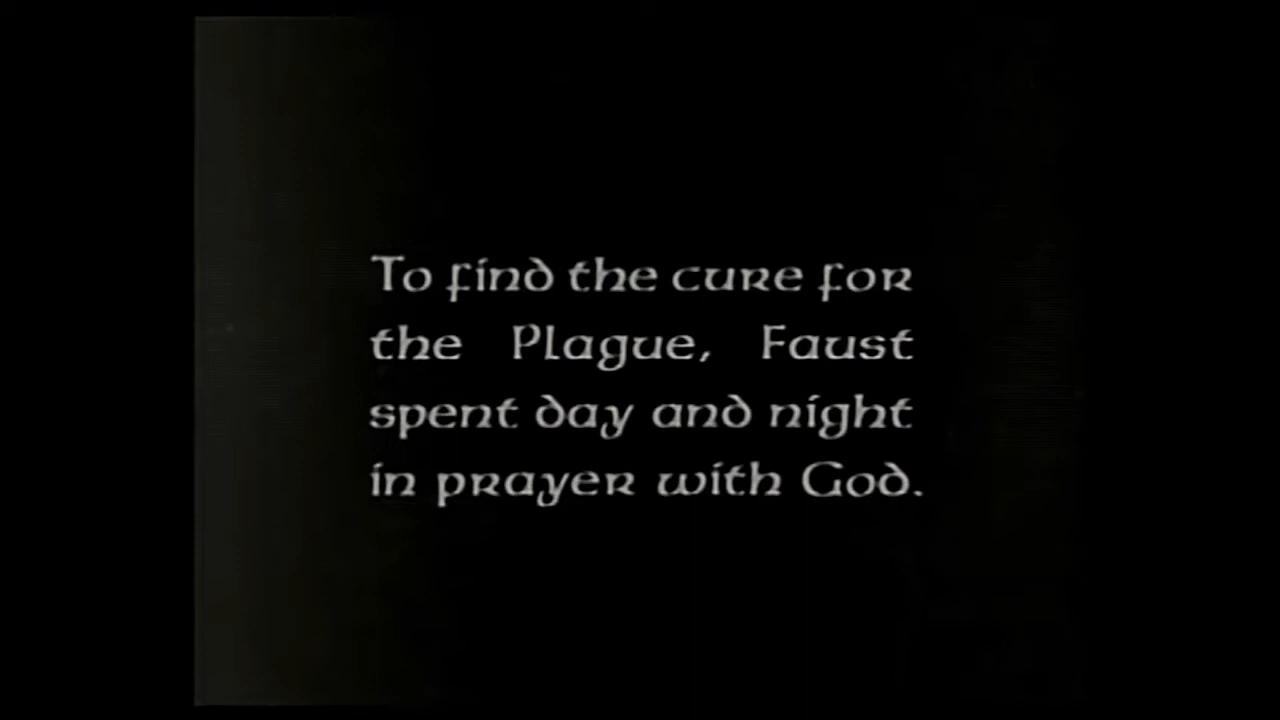 To find the cure for
the Plague, Faust
spent day and night
in prayer with God.